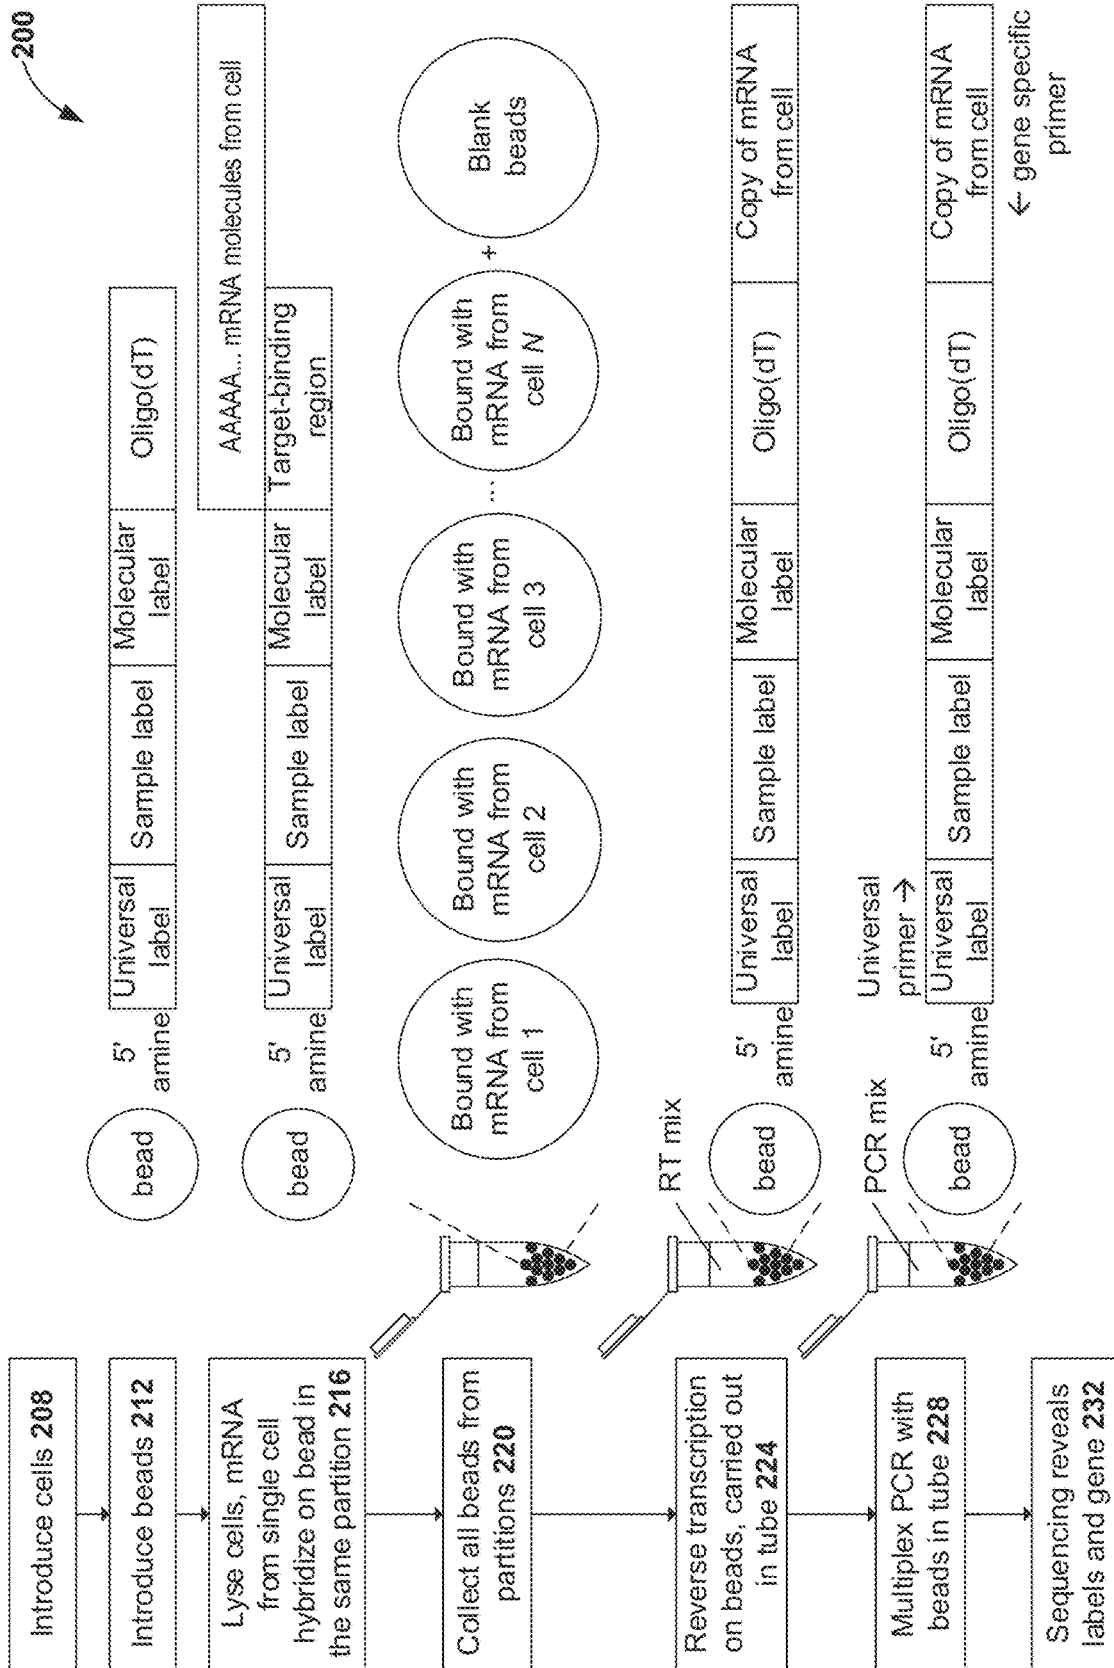 200
Introduce cells 208
Introduce beads 212
bead
5'
amine
Universal
label
Sample label
Molecular
label
Oligo(dT)
Lyse cells, mRNA
from single cell
hybridize on bead in
the same partition 216
bead
5'
amine
Universal
label
Sample label
Molecular
label
Target-binding
region
AAAAA... mRNA molecules from cell
Collect all beads from
partitions 220
Bound with
mRNA from
cell 1
Bound with
mRNA from
cell 2
Bound with
mRNA from
cell 3
...
Bound with
mRNA from
cell N
+
Blank
beads
Reverse transcription
on beads, carried out
in tube 224
RT mix
bead
5'
amine
Universal
label
Sample label
Molecular
label
Oligo(dT)
Copy of mRNA
from cell
Multiplex PCR with
beads in tube 228
PCR mix
bead
5'
amine
Universal
primer →
Universal
label
Sample label
Molecular
label
Oligo(dT)
Copy of mRNA
from cell
← gene specific
primer
Sequencing reveals
labels and gene 232